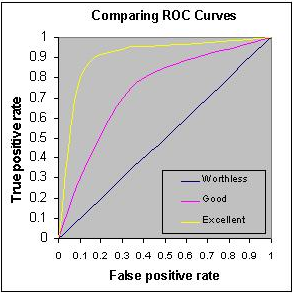 Comparing ROC Curves
True positive rate
1
0.9
0.8
0.7
0.6
0.5
0.4
0.3
0.2
0.1
0
0 0.1 0.2 0.3 0.4 0.5 0.6 0.7 0.8 0.9 1
False positive rate
Worthless
Good
Excellent